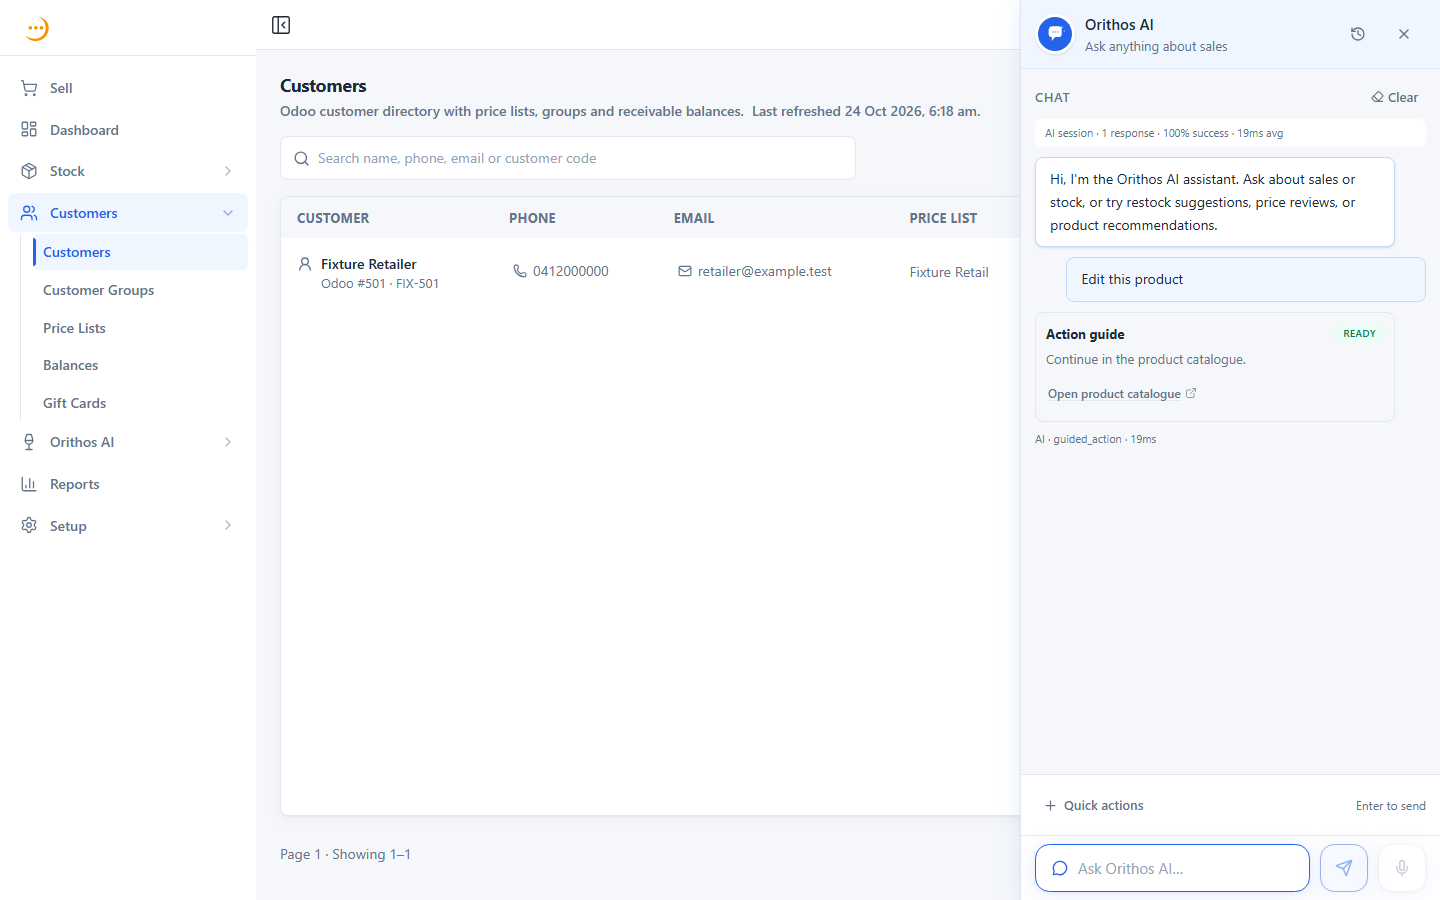 Sell
Dashboard
Stock
Customers
Customers
Customer Groups
Price Lists
Balances
Gift Cards
Orithos AI
Reports
Setup
Customers
Odoo customer directory with price lists, groups and receivable balances. Last refreshed 24 Oct 2026, 6:18 am.
Search name, phone, email or customer code
CUSTOMER PHONE EMAIL PRICE LIST
Fixture Retailer 0412000000 retailer@example.test Fixture Retail
Odoo #501 · FIX-501
Page 1 · Showing 1–1
Orithos AI
Ask anything about sales
CHAT Clear
AI session · 1 response · 100% success · 19ms avg
Hi, I'm the Orithos AI assistant. Ask about sales or
stock, or try restock suggestions, price reviews, or
product recommendations.
Edit this product
Action guide READY
Continue in the product catalogue.
Open product catalogue
AI · guided_action · 19ms
Quick actions Enter to send
Ask Orithos AI...